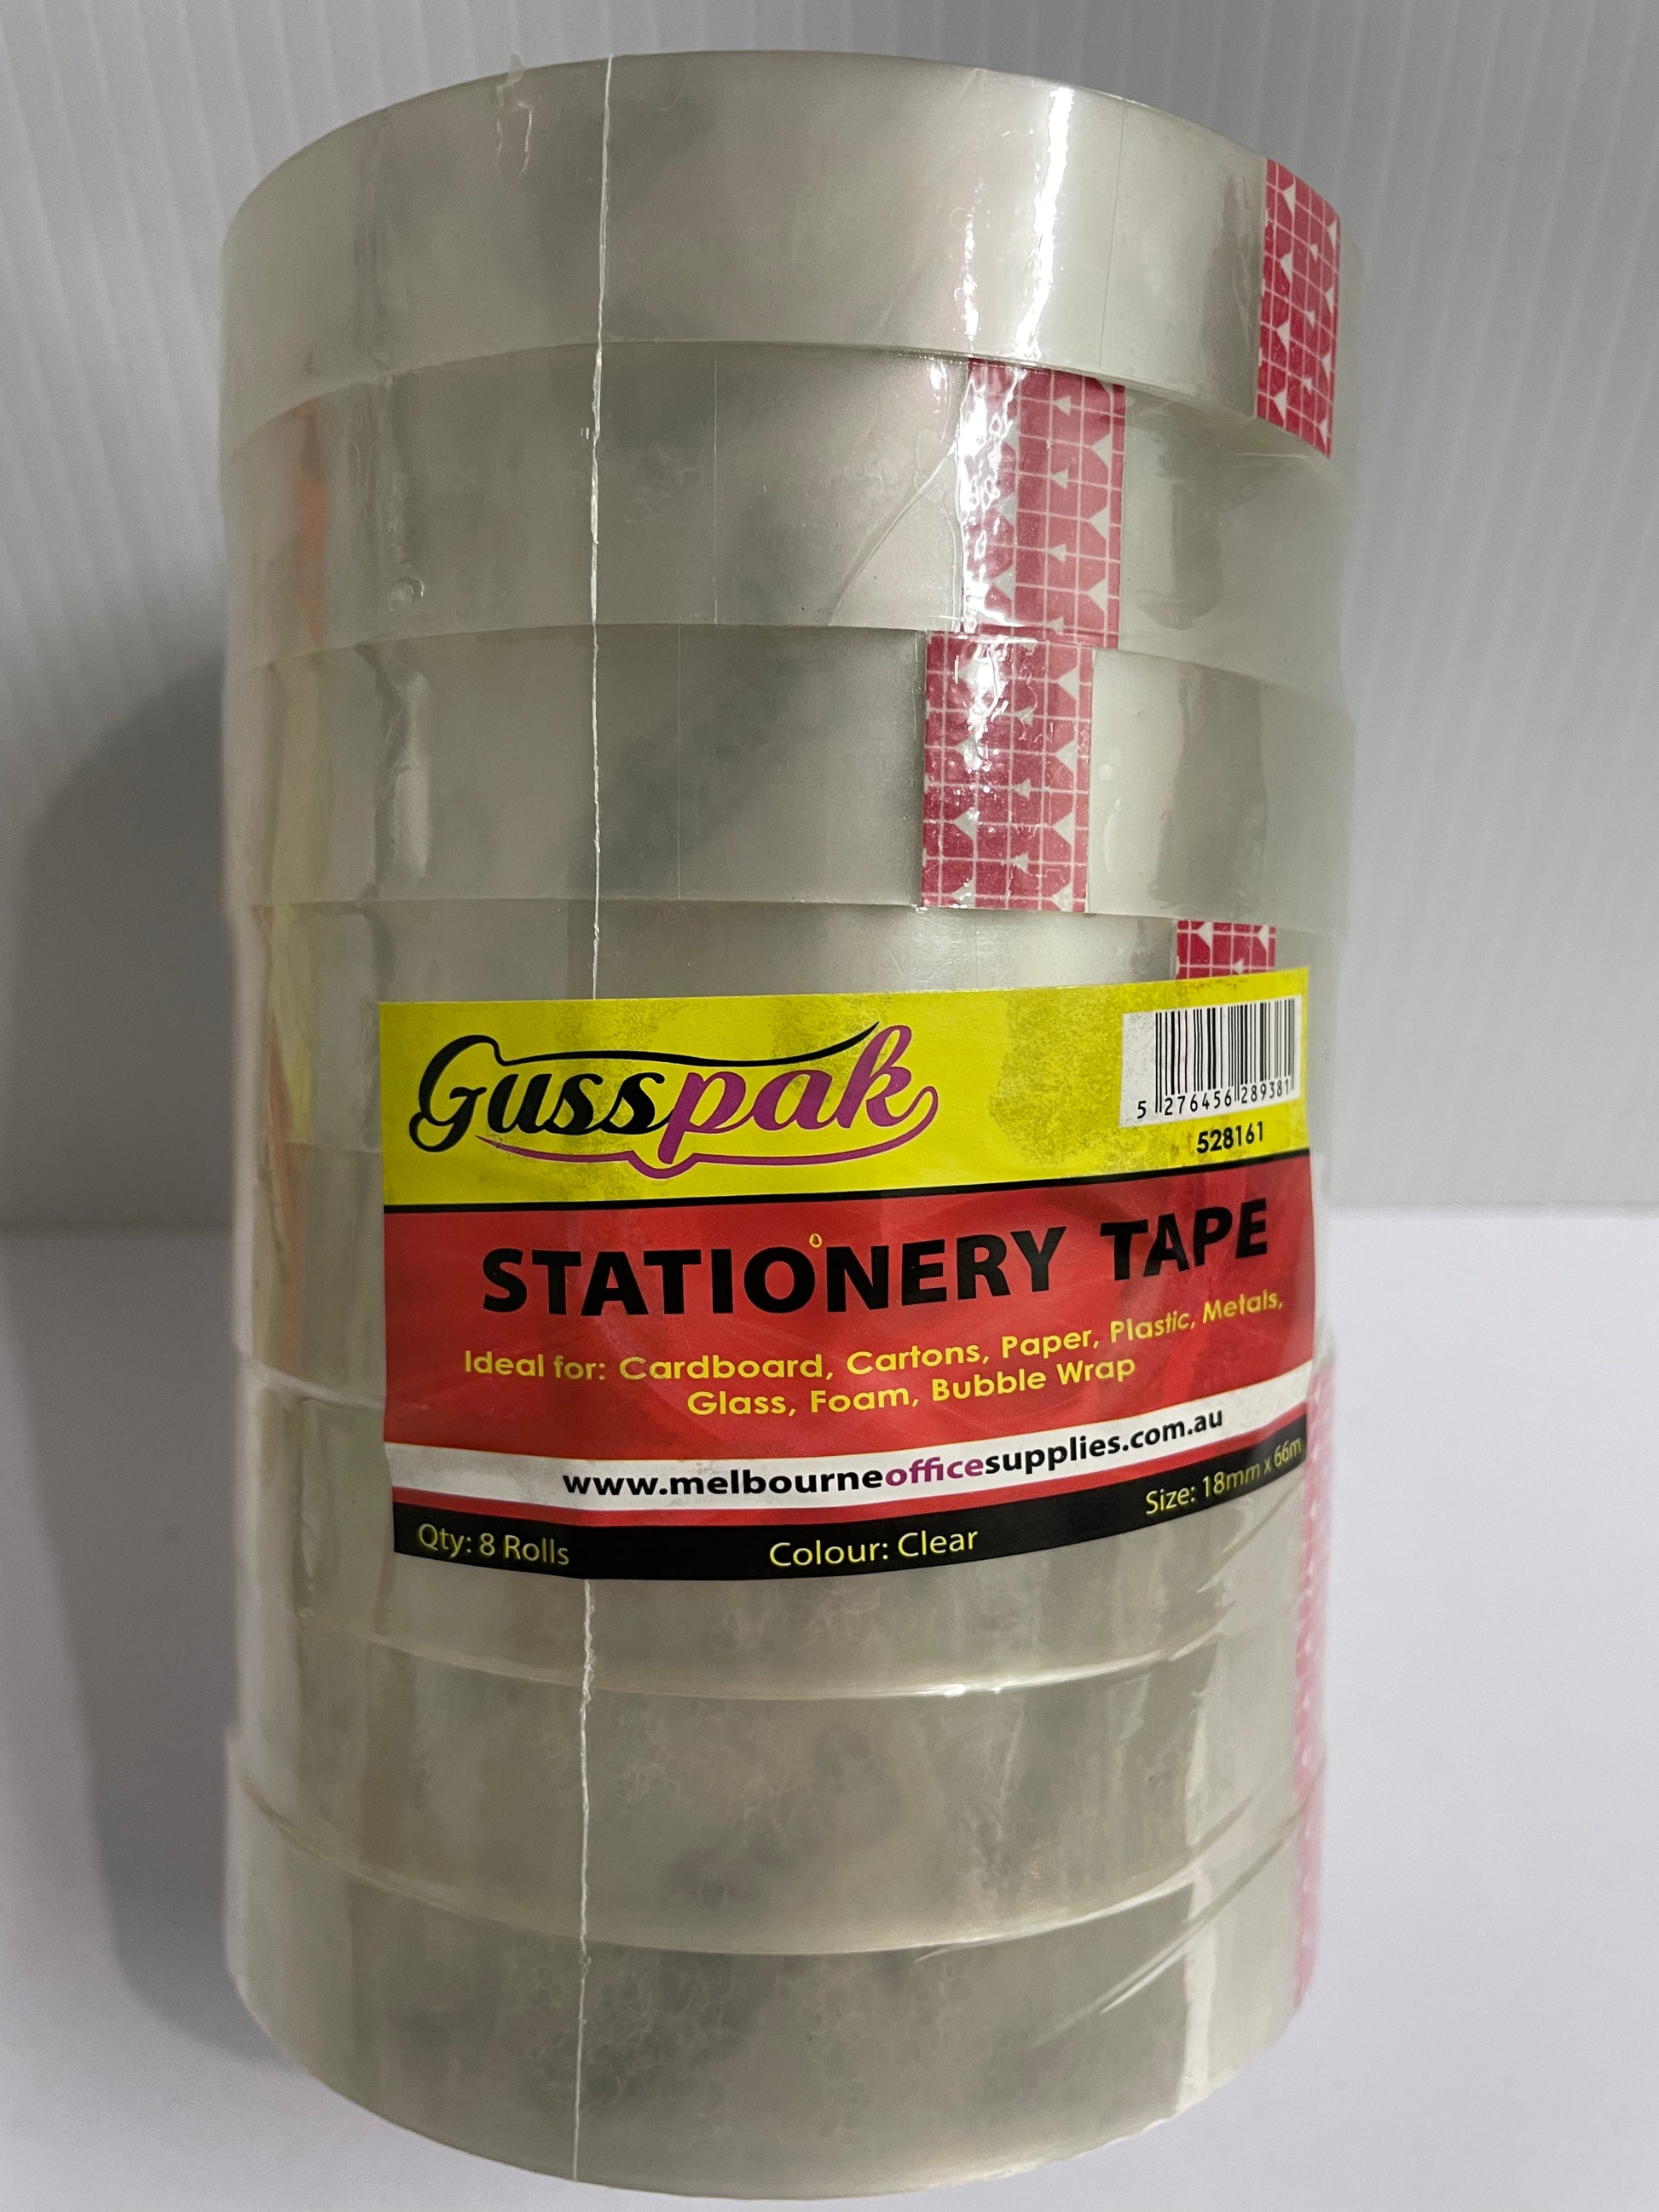 Gusspak
5 276456 289381
528161
STATIONERY TAPE
Ideal for: Cardboard, Cartons, Paper, Plastic, Metals,
Glass, Foam, Bubble Wrap
www.melbourneofficesupplies.com.au
Qty: 8 Rolls Colour: Clear Size: 18mm x 66m